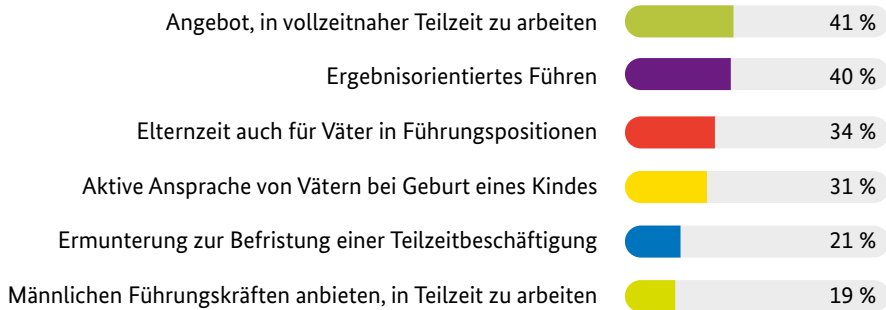 Angebot, in vollzeitnaher Teilzeit zu arbeiten 41 %
Ergebnisorientiertes Führen 40 %
Elternzeit auch für Väter in Führungspositionen 34 %
Aktive Ansprache von Vätern bei Geburt eines Kindes 31 %
Ermunterung zur Befristung einer Teilzeitbeschäftigung 21 %
Männlichen Führungskräften anbieten, in Teilzeit zu arbeiten 19 %